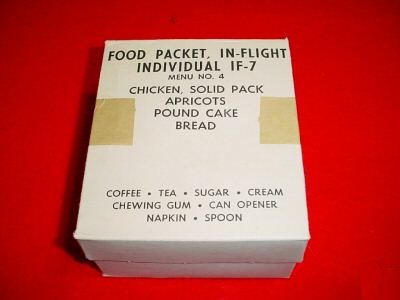 FOOD PACKET, IN-FLIGHT
INDIVIDUAL IF-7
MENU NO. 4
CHICKEN, SOLID PACK
APRICOTS
POUND CAKE
BREAD
COFFEE • TEA • SUGAR • CREAM
CHEWING GUM • CAN OPENER
NAPKIN • SPOON